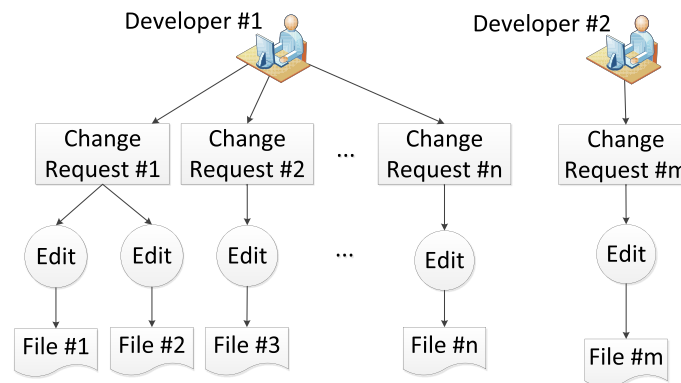 Developer #1
Developer #2
Change
Request #1
Change
Request #2
...
Change
Request #n
Change
Request #m
Edit
Edit
Edit
...
Edit
Edit
File #1
File #2
File #3
File #n
File #m